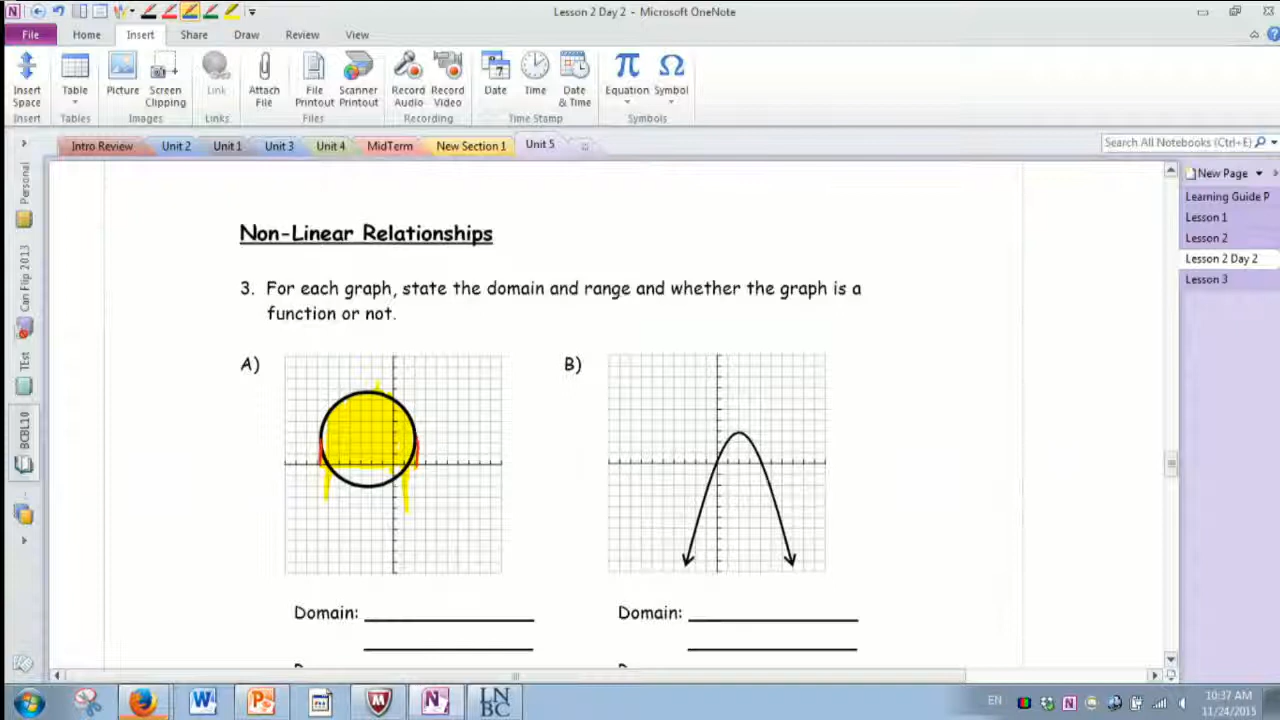 Lesson 2 Day 2 - Microsoft OneNote
File Home Insert Share Draw Review View
Insert Space
Table
Picture
Screen Clipping
Link
Attach File
File Printout
Scanner Printout
Record Audio
Record Video
Date
Time
Date & Time
Equation
Symbol
Insert Tables Images Links Files Recording Time Stamp Symbols
Intro Review Unit 2 Unit 1 Unit 3 Unit 4 MidTerm New Section 1 Unit 5
Search All Notebooks (Ctrl+E)
New Page
Learning Guide P
Lesson 1
Lesson 2
Lesson 2 Day 2
Lesson 3
Personal
Can Flip 2013
TEst
BCBL10
Non-Linear Relationships
3. For each graph, state the domain and range and whether the graph is a
function or not.
A) B)
Domain: Domain:
EN
LN
BC
10:37 AM
11/24/2015